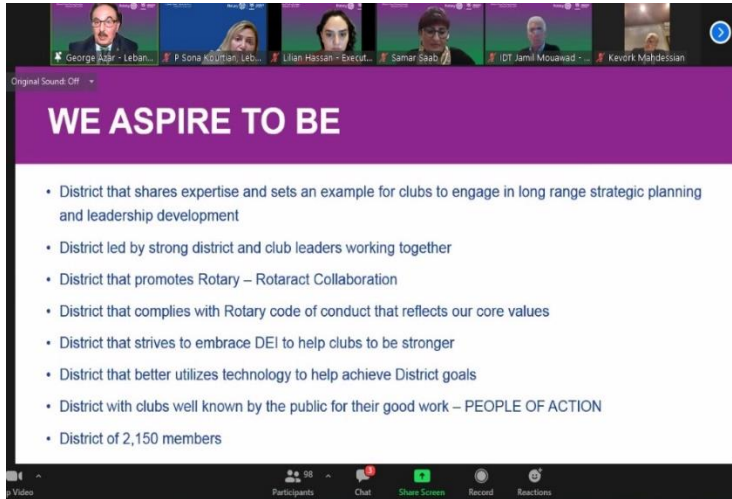 George Azar - Leban...
P Sona Kourtian, Leb...
Lilian Hassan - Execut...
Samar Saab
IDT Jamil Mouawad - ...
Kevork Mahdessian
Original Sound: Off
WE ASPIRE TO BE
• District that shares expertise and sets an example for clubs to engage in long range strategic planning
and leadership development
• District led by strong district and club leaders working together
• District that promotes Rotary – Rotaract Collaboration
• District that complies with Rotary code of conduct that reflects our core values
• District that strives to embrace DEI to help clubs to be stronger
• District that better utilizes technology to help achieve District goals
• District with clubs well known by the public for their good work – PEOPLE OF ACTION
• District of 2,150 members
98
3
p Video
Participants
Chat
Share Screen
Record
Reactions